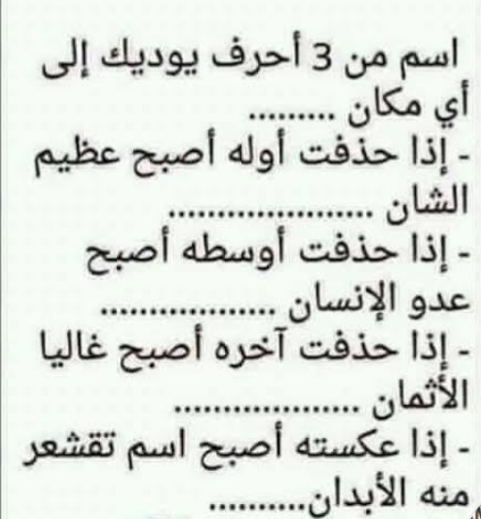 اسم من 3 أحرف يوديك إلى
أي مكان .........
- إذا حذفت أوله أصبح عظيم
الشان .....................
- إذا حذفت أوسطه أصبح
عدو الإنسان ..................
- إذا حذفت آخره أصبح غاليا
الأثمان ...................
- إذا عكسته أصبح اسم تقشعر
منه الأبدان..........